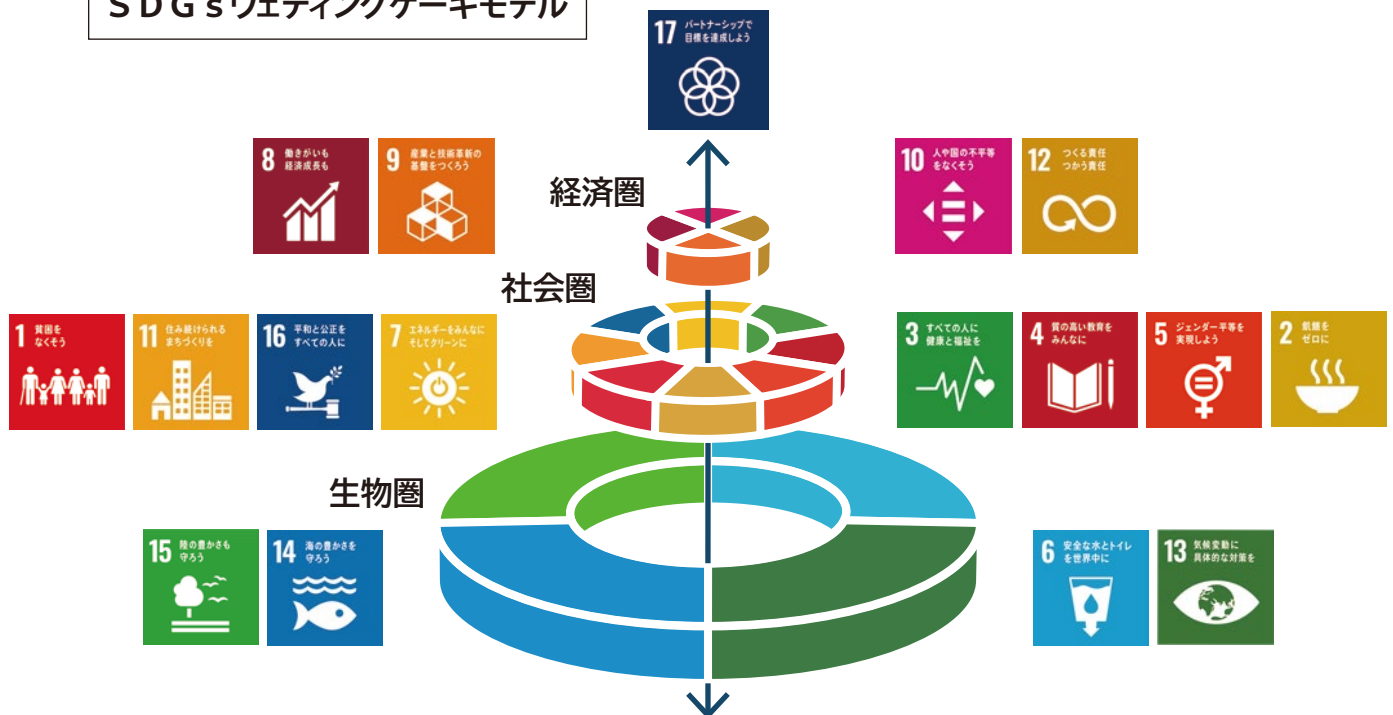 SDGsウェディングケーキモデル
17 パートナーシップで
目標を達成しよう
8 働きがいも
経済成長も
9 産業と技術革新の
基盤をつくろう
10 人や国の不平等
をなくそう
12 つくる責任
つかう責任
経済圏
社会圏
1 貧困を
なくそう
11 住み続けられる
まちづくりを
16 平和と公正を
すべての人に
7 エネルギーをみんなに
そしてクリーンに
3 すべての人に
健康と福祉を
4 質の高い教育を
みんなに
5 ジェンダー平等を
実現しよう
2 飢餓を
ゼロに
生物圏
15 陸の豊かさも
守ろう
14 海の豊かさを
守ろう
6 安全な水とトイレ
を世界中に
13 気候変動に
具体的な対策を